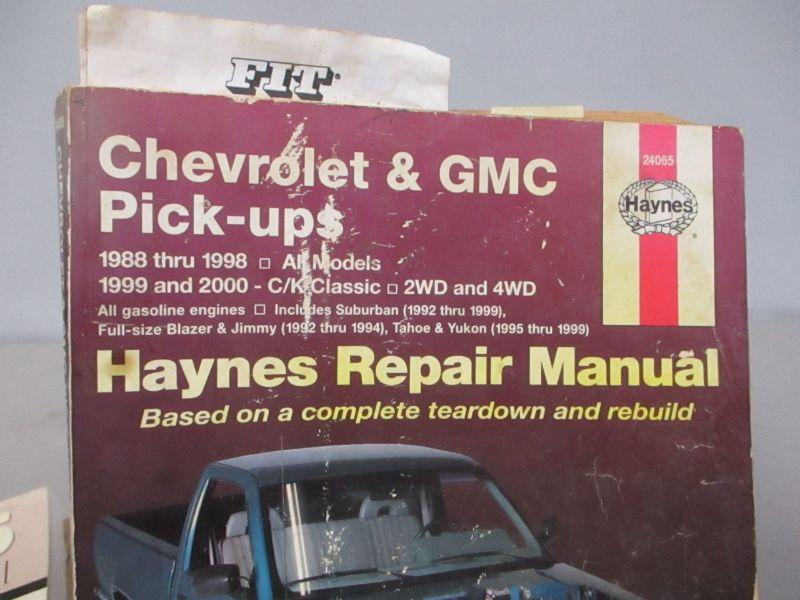 FIT
24065
Haynes
Chevrolet & GMC
Pick-ups
1988 thru 1998 □ All Models
1999 and 2000 - C/K Classic □ 2WD and 4WD
All gasoline engines □ Includes Suburban (1992 thru 1999),
Full-size Blazer & Jimmy (1992 thru 1994), Tahoe & Yukon (1995 thru 1999)
Haynes Repair Manual
Based on a complete teardown and rebuild